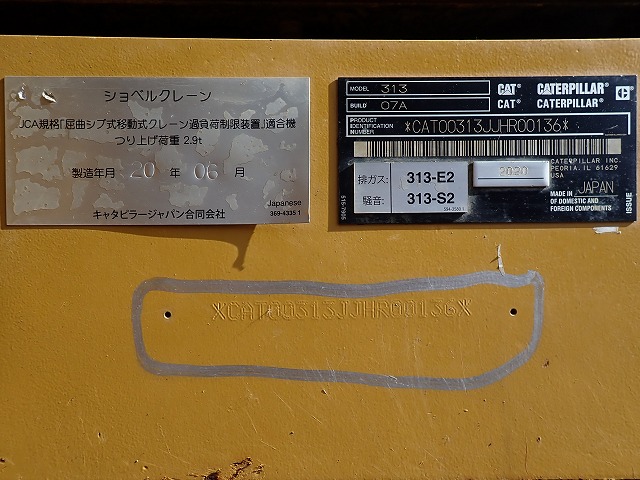 ショベルクレーン
JCA規格「屈曲ジブ式移動式クレーン過負荷制限装置」適合機
つり上げ荷重 2.9t
製造年月 20 年 06 月
Japanese
キャタピラージャパン合同会社
369-4335 1
MODEL 313 CAT® CATERPILLAR® C
BUILD 07A CAT® CATERPILLAR®
PRODUCT IDENTIFICATION NUMBER *CAT00313JJHR00136*
CATERPILLAR INC.
PEORIA, IL 61629
USA
2020
排ガス: 313-E2
騒音: 313-S2
MADE IN JAPAN
OF DOMESTIC AND
FOREIGN COMPONENTS
ISSUE
*CAT00313JJHR00136*